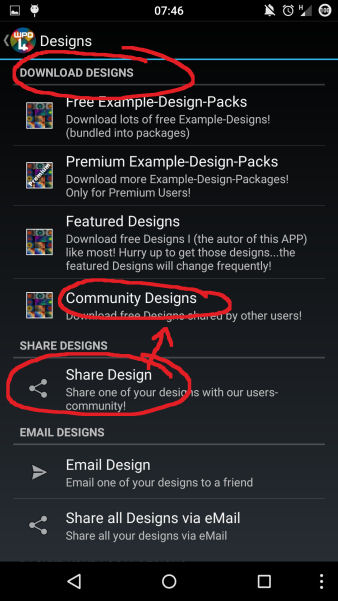 07:46
WPD
L4
Designs
DOWNLOAD DESIGNS
Free Example-Design-Packs
Download lots of free Example-Designs!
(bundled into packages)
Premium
Premium Example-Design-Packs
Download more Example-Design-Packages!
Only for Premium Users!
Featured Designs
Download free Designs I (the autor of this APP)
like most! Hurry up to get those designs...the
featured Designs will change frequently!
Community Designs
Download free Designs shared by other users!
SHARE DESIGNS
Share Design
Share one of your designs with our users-
community!
EMAIL DESIGNS
Email Design
Email one of your designs to a friend
Share all Designs via eMail
Share all your designs via eMail